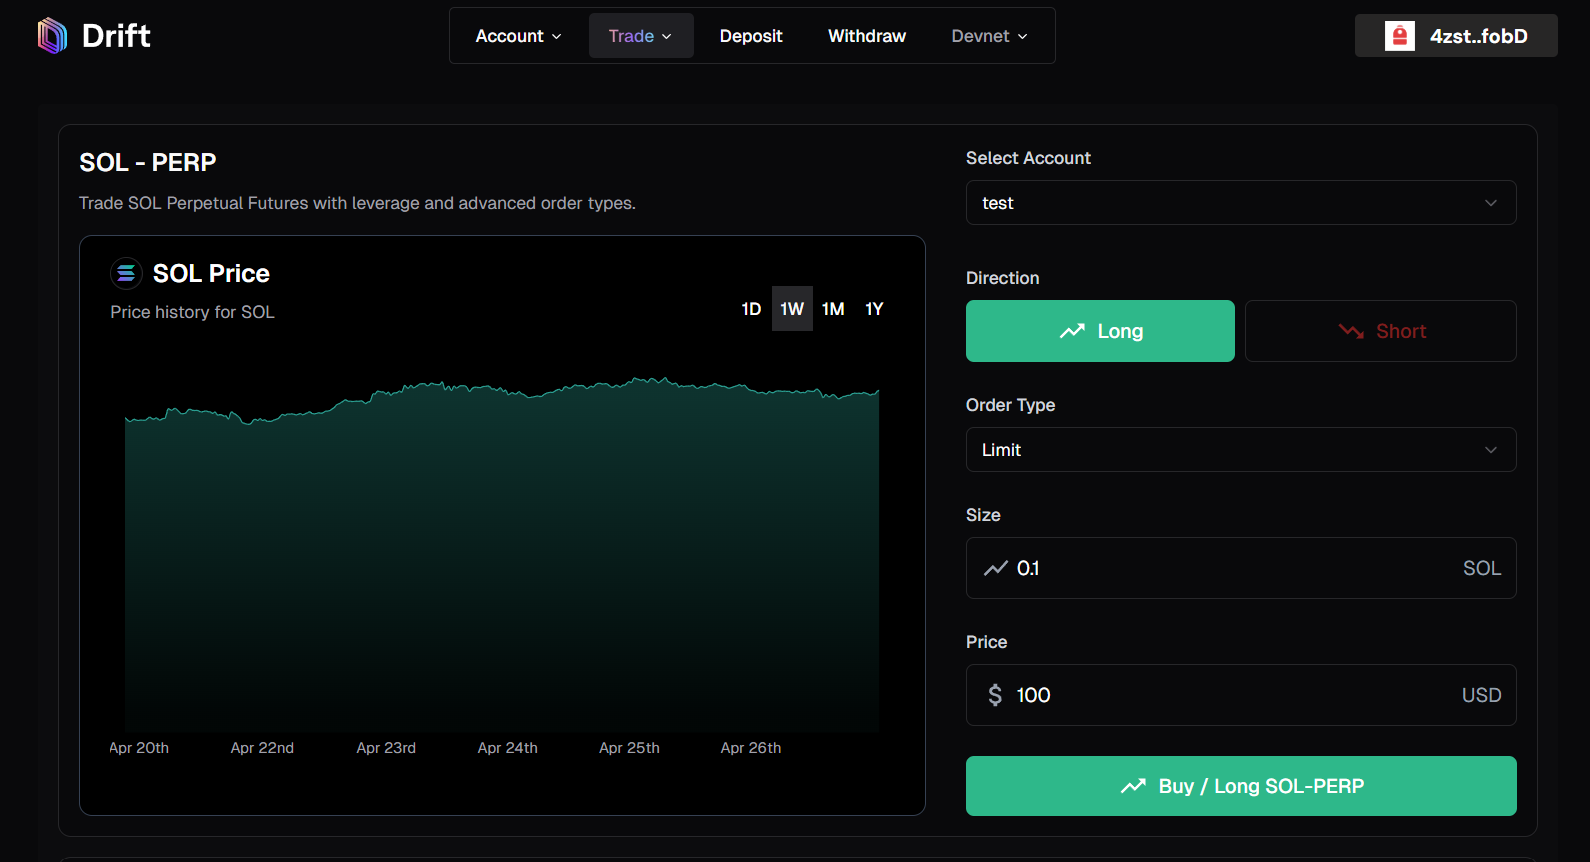 Drift
Account
Trade
Deposit
Withdraw
Devnet
4zst..fobD
SOL - PERP
Trade SOL Perpetual Futures with leverage and advanced order types.
SOL Price
Price history for SOL
1D 1W 1M 1Y
Apr 20th Apr 22nd Apr 23rd Apr 24th Apr 25th Apr 26th
Select Account
test
Direction
Long
Short
Order Type
Limit
Size
0.1 SOL
Price
$ 100 USD
Buy / Long SOL-PERP